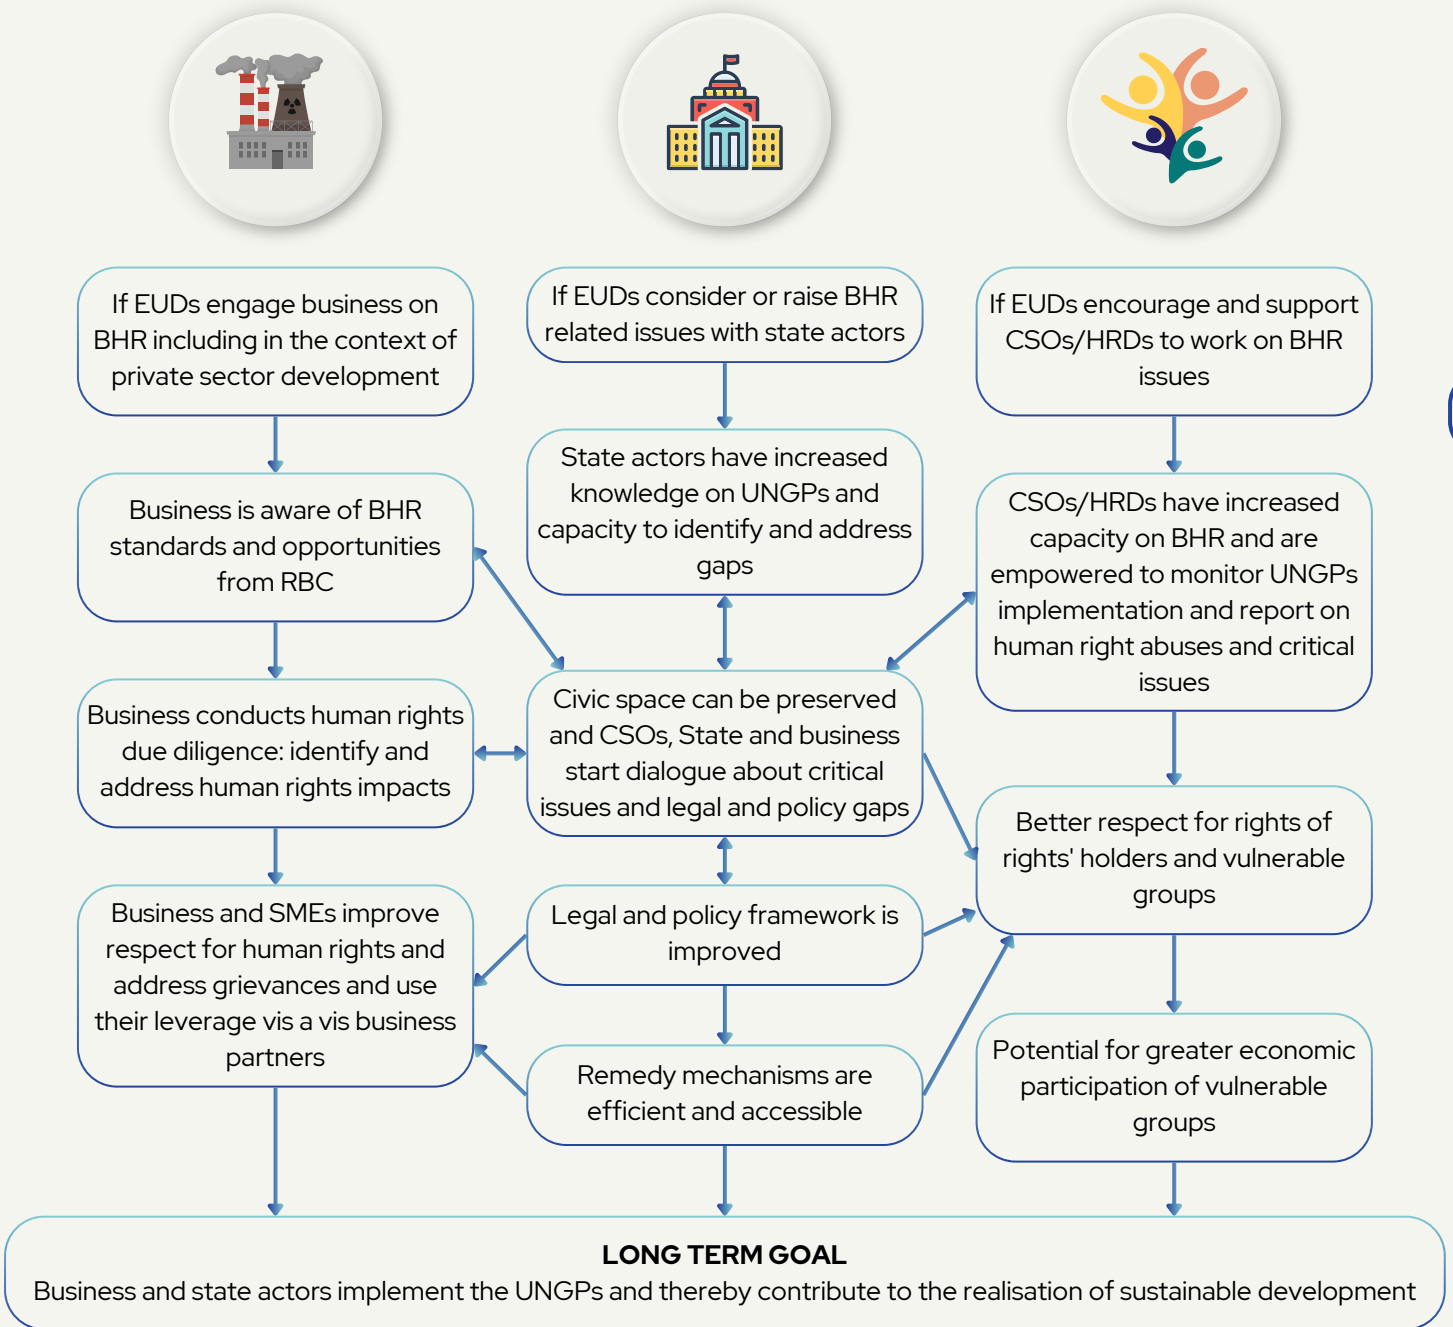 If EUDs engage business on
BHR including in the context of
private sector development
Business is aware of BHR
standards and opportunities
from RBC
Business conducts human rights
due diligence: identify and
address human rights impacts
Business and SMEs improve
respect for human rights and
address grievances and use
their leverage vis a vis business
partners
If EUDs consider or raise BHR
related issues with state actors
State actors have increased
knowledge on UNGPs and
capacity to identify and address
gaps
Civic space can be preserved
and CSOs, State and business
start dialogue about critical
issues and legal and policy gaps
Legal and policy framework is
improved
Remedy mechanisms are
efficient and accessible
If EUDs encourage and support
CSOs/HRDs to work on BHR
issues
CSOs/HRDs have increased
capacity on BHR and are
empowered to monitor UNGPs
implementation and report on
human right abuses and critical
issues
Better respect for rights of
rights' holders and vulnerable
groups
Potential for greater economic
participation of vulnerable
groups
LONG TERM GOAL
Business and state actors implement the UNGPs and thereby contribute to the realisation of sustainable development